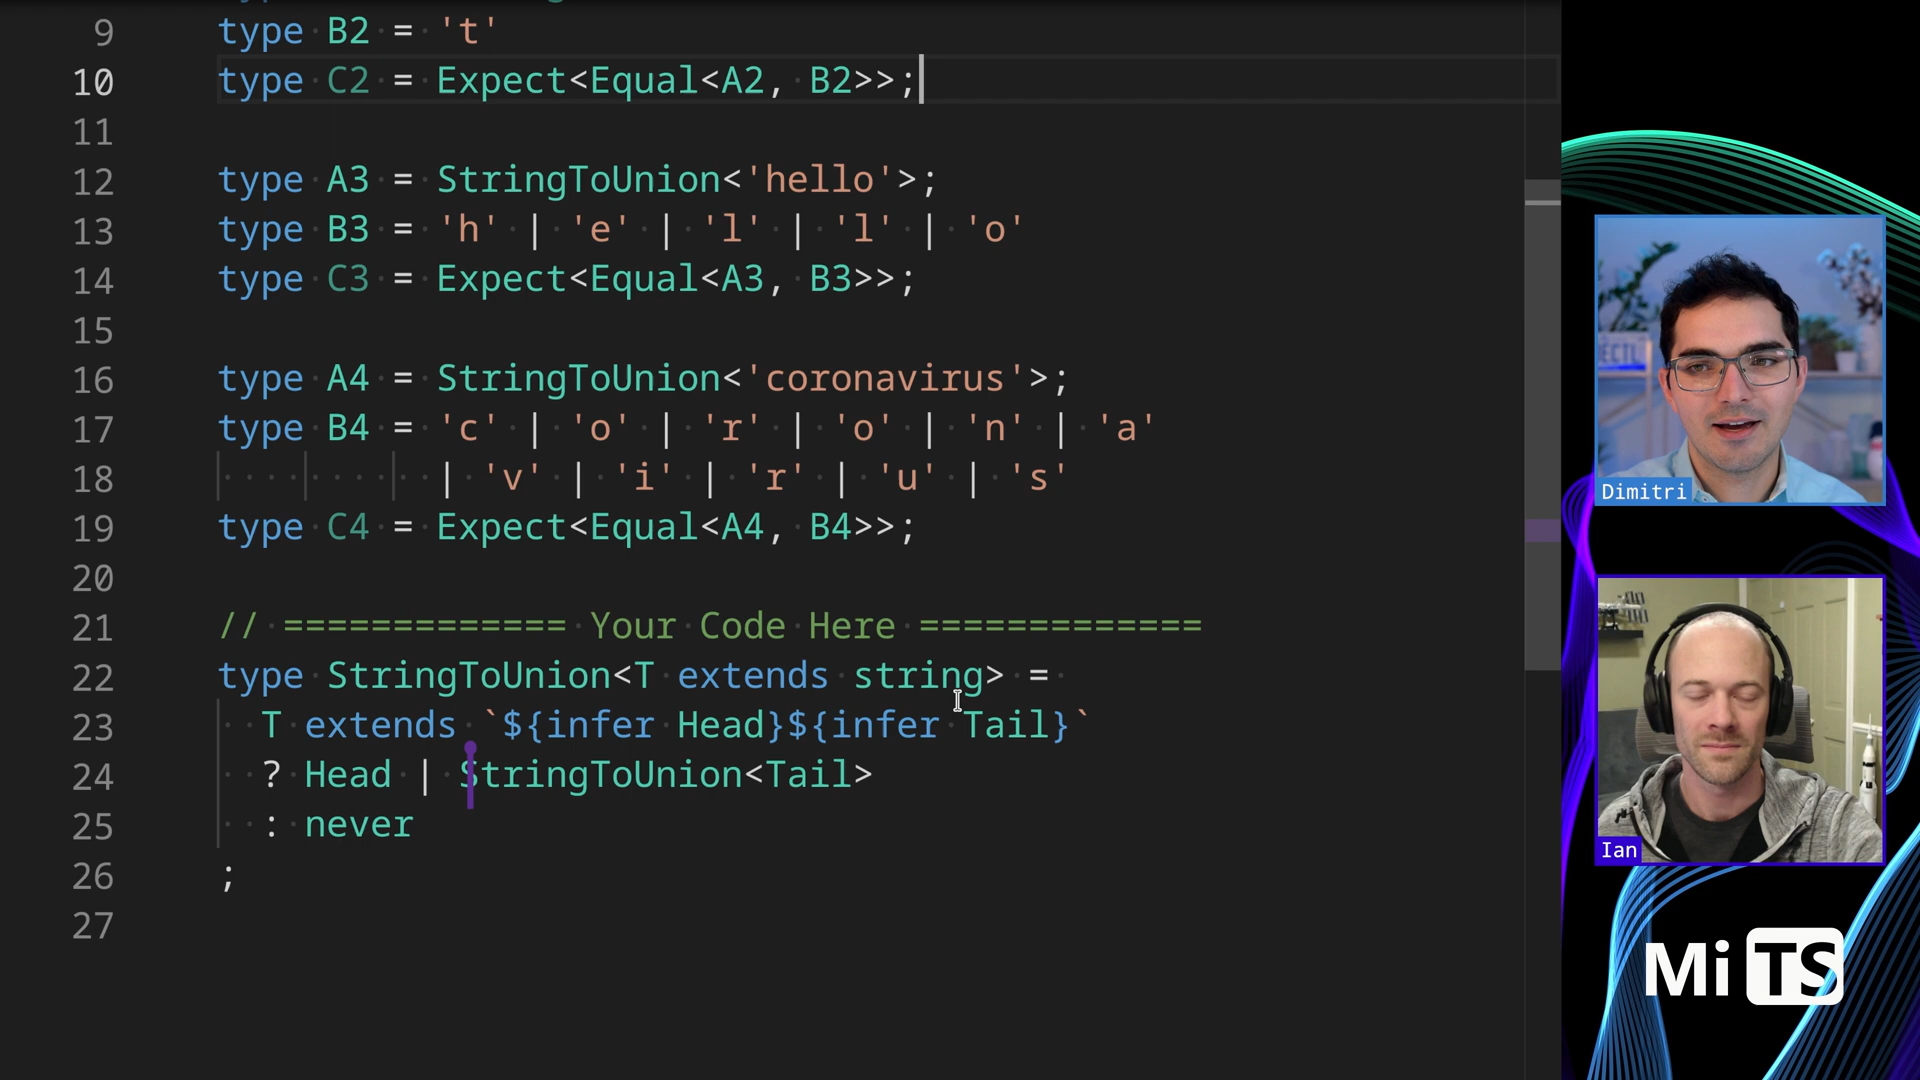 9 type B2 = 't'
10 type C2 = Expect<Equal<A2, B2>>;
11
12 type A3 = StringToUnion<'hello'>;
13 type B3 = 'h' | 'e' | 'l' | 'l' | 'o'
14 type C3 = Expect<Equal<A3, B3>>;
15
16 type A4 = StringToUnion<'coronavirus'>;
17 type B4 = 'c' | 'o' | 'r' | 'o' | 'n' | 'a'
18 | 'v' | 'i' | 'r' | 'u' | 's'
19 type C4 = Expect<Equal<A4, B4>>;
20
21 // ============= Your Code Here =============
22 type StringToUnion<T extends string> =
23 T extends `${infer Head}${infer Tail}`
24 ? Head | StringToUnion<Tail>
25 : never
26 ;
27
ECTL
Dimitri
Ian
Mi TS